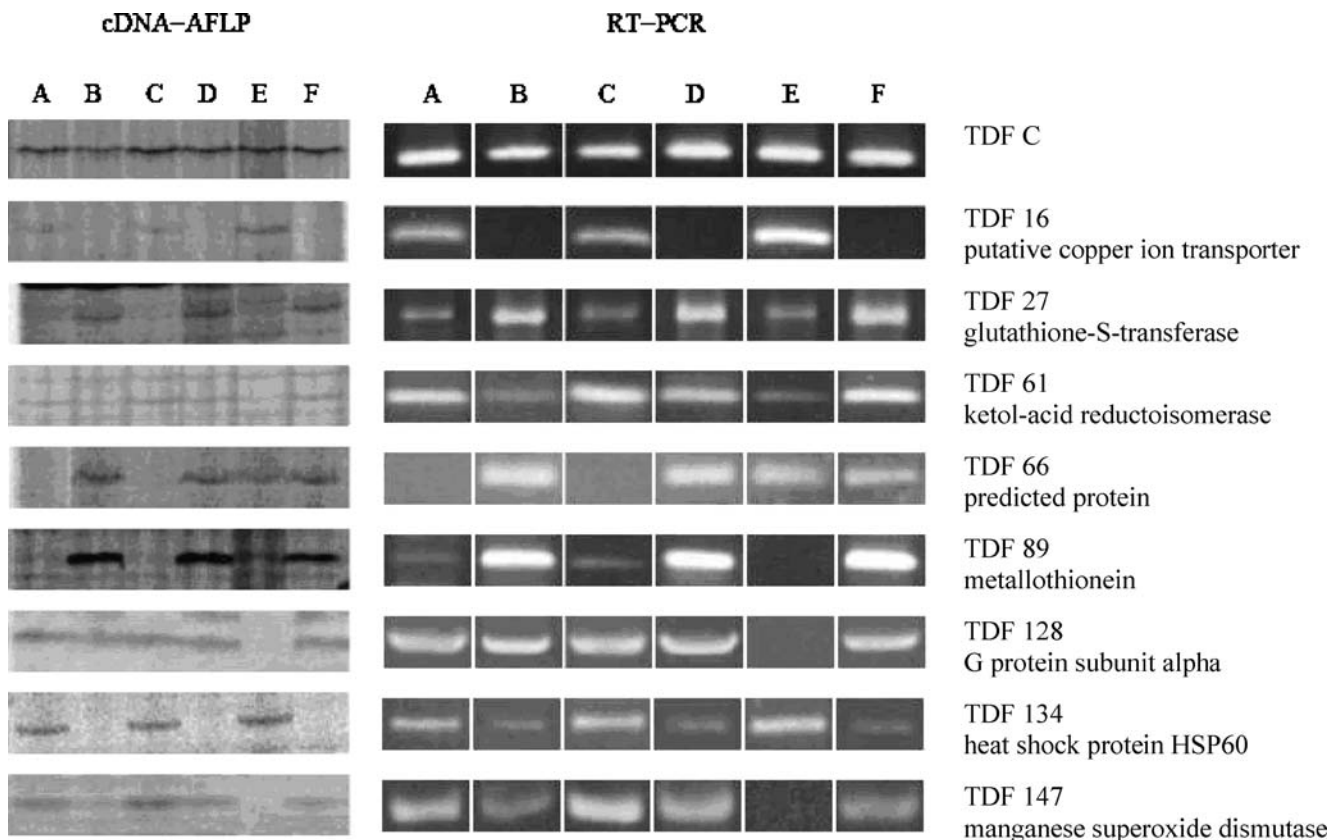 cDNA–AFLP RT–PCR
A B C D E F A B C D E F
TDF C
TDF 16
putative copper ion transporter
TDF 27
glutathione-S-transferase
TDF 61
ketol-acid reductoisomerase
TDF 66
predicted protein
TDF 89
metallothionein
TDF 128
G protein subunit alpha
TDF 134
heat shock protein HSP60
TDF 147
manganese superoxide dismutase